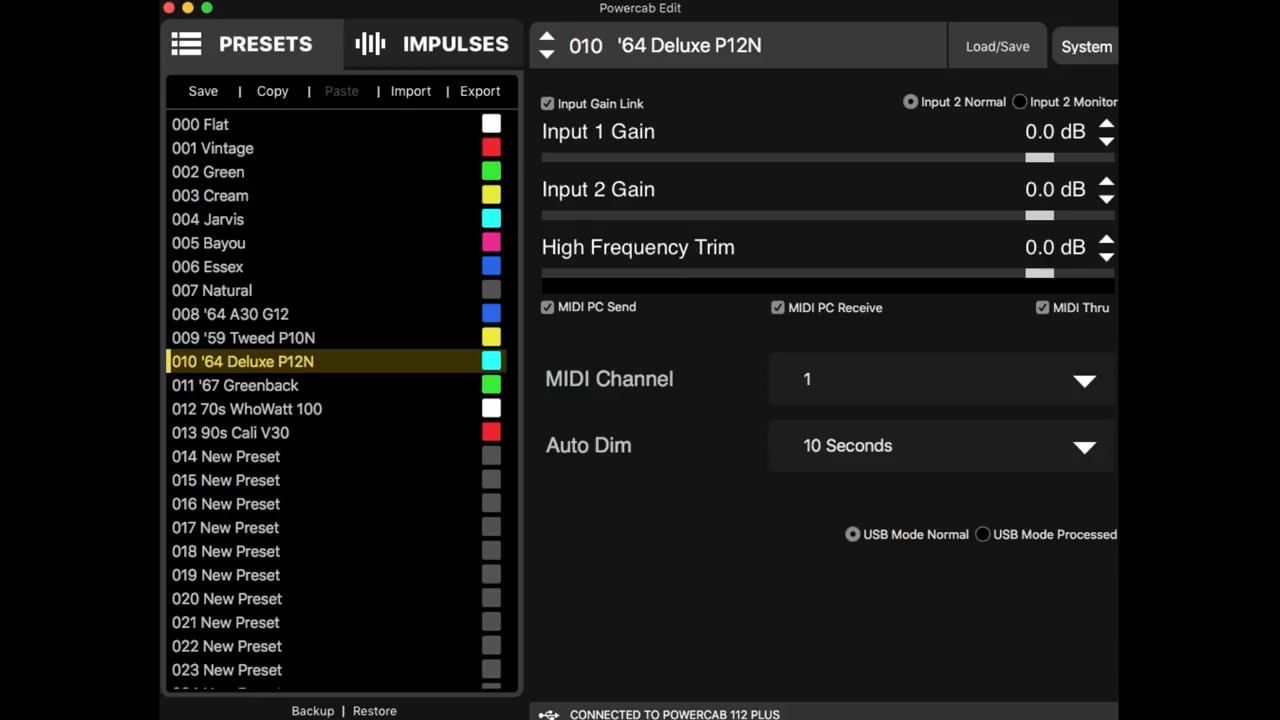 Powercab Edit
PRESETS
IMPULSES
010 '64 Deluxe P12N
Load/Save
System
Save | Copy | Paste | Import | Export
000 Flat
001 Vintage
002 Green
003 Cream
004 Jarvis
005 Bayou
006 Essex
007 Natural
008 '64 A30 G12
009 '59 Tweed P10N
010 '64 Deluxe P12N
011 '67 Greenback
012 70s WhoWatt 100
013 90s Cali V30
014 New Preset
015 New Preset
016 New Preset
017 New Preset
018 New Preset
019 New Preset
020 New Preset
021 New Preset
022 New Preset
023 New Preset
Backup | Restore
Input Gain Link
Input 2 Normal
Input 2 Monitor
Input 1 Gain 0.0 dB
Input 2 Gain 0.0 dB
High Frequency Trim 0.0 dB
MIDI PC Send
MIDI PC Receive
MIDI Thru
MIDI Channel 1
Auto Dim 10 Seconds
USB Mode Normal
USB Mode Processed
CONNECTED TO POWERCAB 112 PLUS